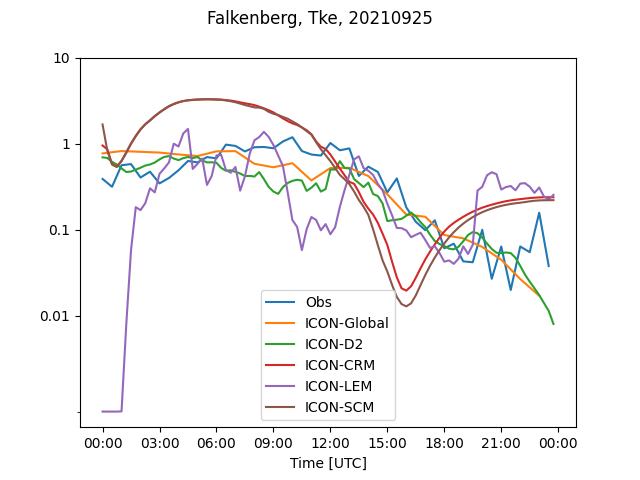 Falkenberg, Tke, 20210925
10
1
0.1
0.01
Obs
ICON-Global
ICON-D2
ICON-CRM
ICON-LEM
ICON-SCM
00:00 03:00 06:00 09:00 12:00 15:00 18:00 21:00 00:00
Time [UTC]